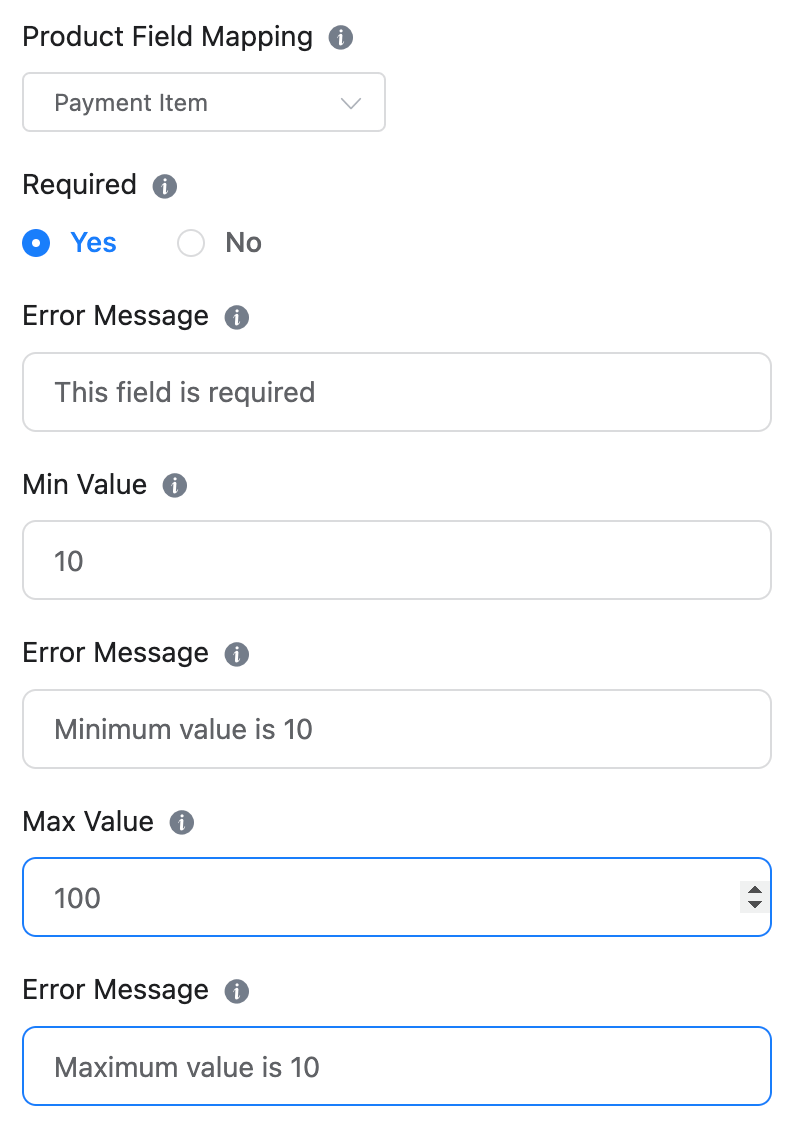 Product Field Mapping
Payment Item
Required
Yes No
Error Message
This field is required
Min Value
10
Error Message
Minimum value is 10
Max Value
100
Error Message
Maximum value is 10